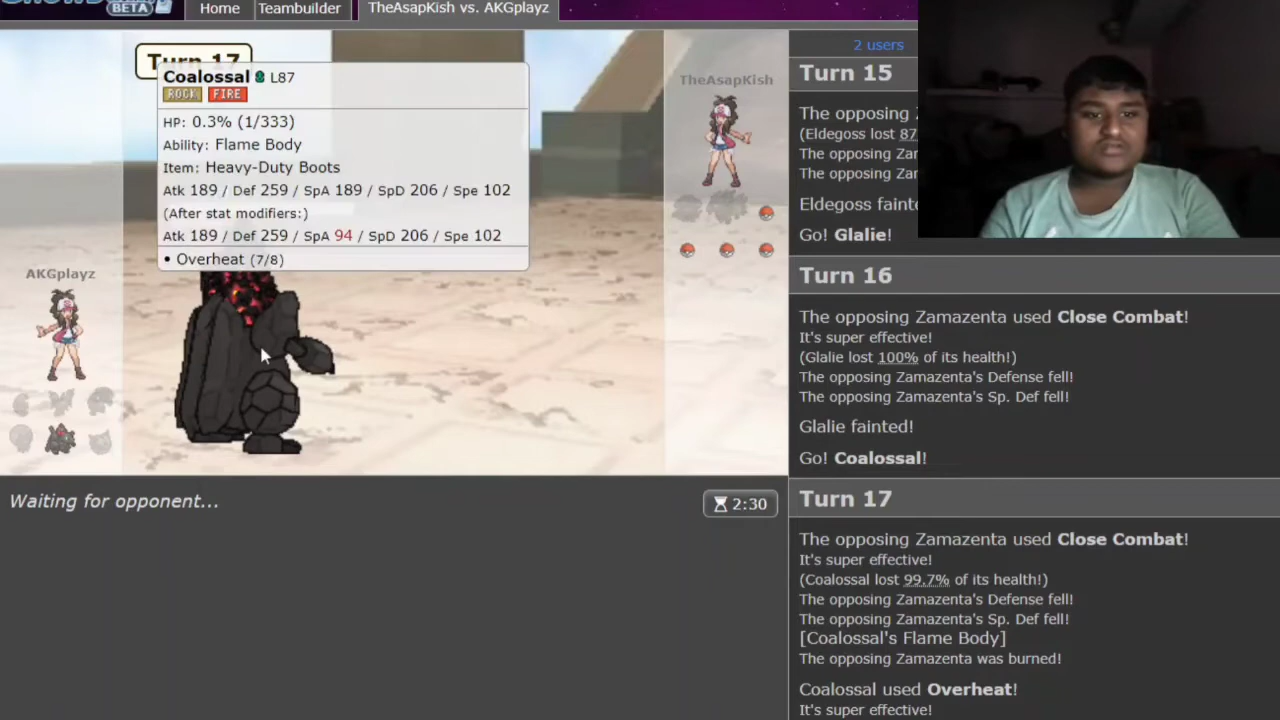 BETA
Home
Teambuilder
TheAsapKish vs. AKGplayz
Turn 17
Coalossal L87
ROCK FIRE
HP: 0.3% (1/333)
Ability: Flame Body
Item: Heavy-Duty Boots
Atk 189 / Def 259 / SpA 189 / SpD 206 / Spe 102
(After stat modifiers:)
Atk 189 / Def 259 / SpA 94 / SpD 206 / Spe 102
• Overheat (7/8)
AKGplayz
TheAsapKish
Waiting for opponent...
2:30
2 users
Turn 15
The opposing
(Eldegoss lost 87
The opposing Zam
The opposing Zam
Eldegoss fainte
Go! Glalie!
Turn 16
The opposing Zamazenta used Close Combat!
It's super effective!
(Glalie lost 100% of its health!)
The opposing Zamazenta's Defense fell!
The opposing Zamazenta's Sp. Def fell!
Glalie fainted!
Go! Coalossal!
Turn 17
The opposing Zamazenta used Close Combat!
It's super effective!
(Coalossal lost 99.7% of its health!)
The opposing Zamazenta's Defense fell!
The opposing Zamazenta's Sp. Def fell!
[Coalossal's Flame Body]
The opposing Zamazenta was burned!
Coalossal used Overheat!
It's super effective!